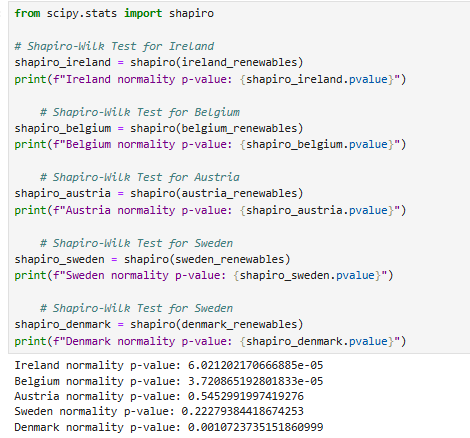 from scipy.stats import shapiro
# Shapiro-Wilk Test for Ireland
shapiro_ireland = shapiro(ireland_renewables)
print(f"Ireland normality p-value: {shapiro_ireland.pvalue}")
# Shapiro-Wilk Test for Belgium
shapiro_belgium = shapiro(belgium_renewables)
print(f"Belgium normality p-value: {shapiro_belgium.pvalue}")
# Shapiro-Wilk Test for Austria
shapiro_austria = shapiro(austria_renewables)
print(f"Austria normality p-value: {shapiro_austria.pvalue}")
# Shapiro-Wilk Test for Sweden
shapiro_sweden = shapiro(sweden_renewables)
print(f"Sweden normality p-value: {shapiro_sweden.pvalue}")
# Shapiro-Wilk Test for Sweden
shapiro_denmark = shapiro(denmark_renewables)
print(f"Denmark normality p-value: {shapiro_denmark.pvalue}")
Ireland normality p-value: 6.021202170666885e-05
Belgium normality p-value: 3.720865192801833e-05
Austria normality p-value: 0.5452991997419276
Sweden normality p-value: 0.22279384418674253
Denmark normality p-value: 0.0010723735151860999